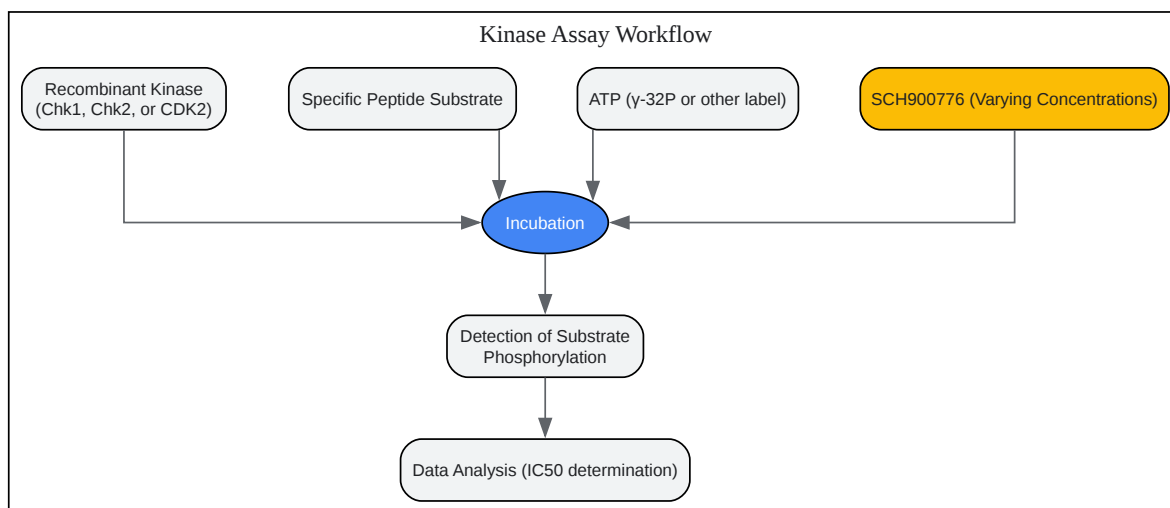 Kinase Assay Workflow
Recombinant Kinase
(Chk1, Chk2, or CDK2)
Specific Peptide Substrate
ATP (γ-32P or other label)
SCH900776 (Varying Concentrations)
Incubation
Detection of Substrate
Phosphorylation
Data Analysis (IC50 determination)